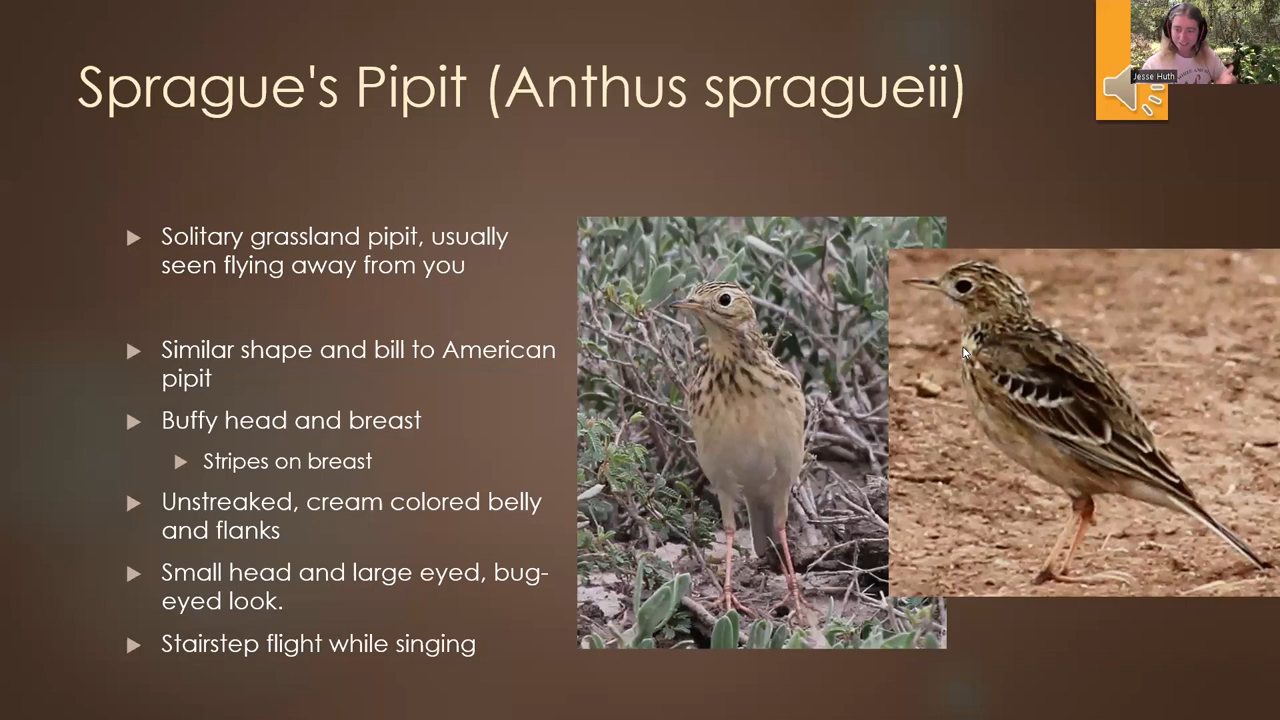 Sprague's Pipit (Anthus spragueii)
Jesse Huth
Solitary grassland pipit, usually
seen flying away from you
Similar shape and bill to American
pipit
Buffy head and breast
Stripes on breast
Unstreaked, cream colored belly
and flanks
Small head and large eyed, bug-
eyed look.
Stairstep flight while singing